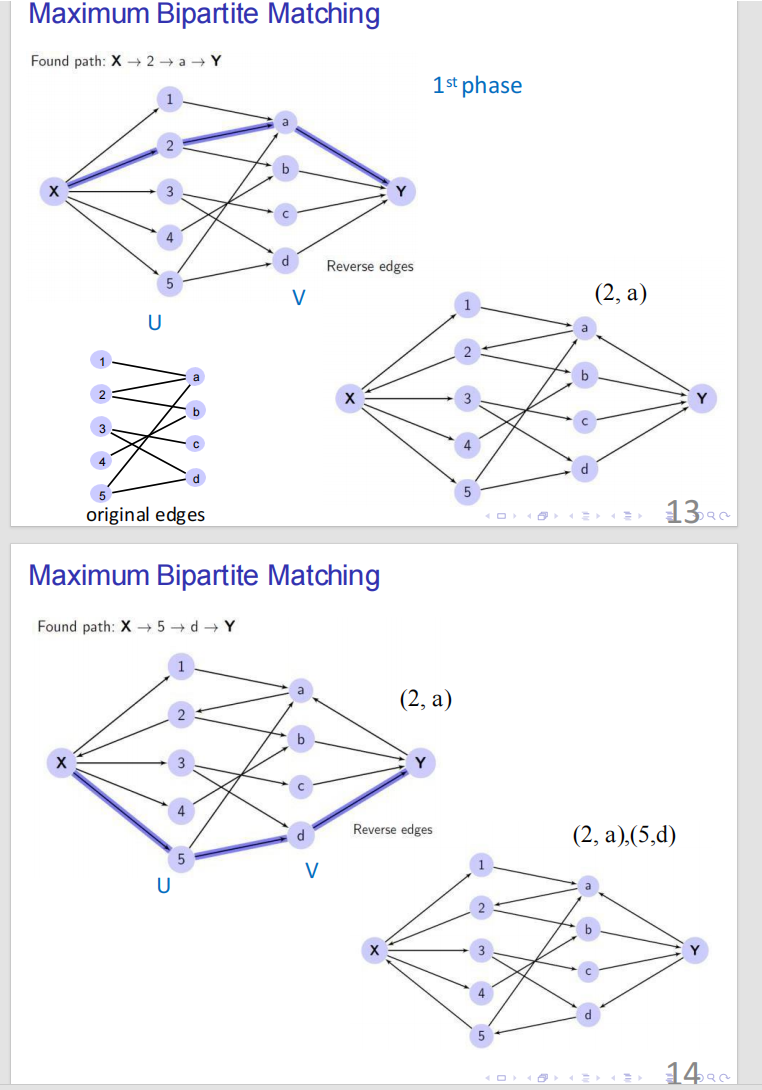 Maximum Bipartite Matching
Found path: X → 2 → a → Y
1st phase
1
a
2
b
X
3
Y
c
4
d
5
Reverse edges
V
U
(2, a)
1
a
2
b
X
3
Y
c
4
d
5
1
a
2
b
3
c
4
d
5
original edges
13
Maximum Bipartite Matching
Found path: X → 5 → d → Y
1
a
(2, a)
2
b
X
3
Y
c
4
d
5
Reverse edges
V
U
(2, a),(5,d)
1
a
2
b
X
3
Y
c
4
d
5
14